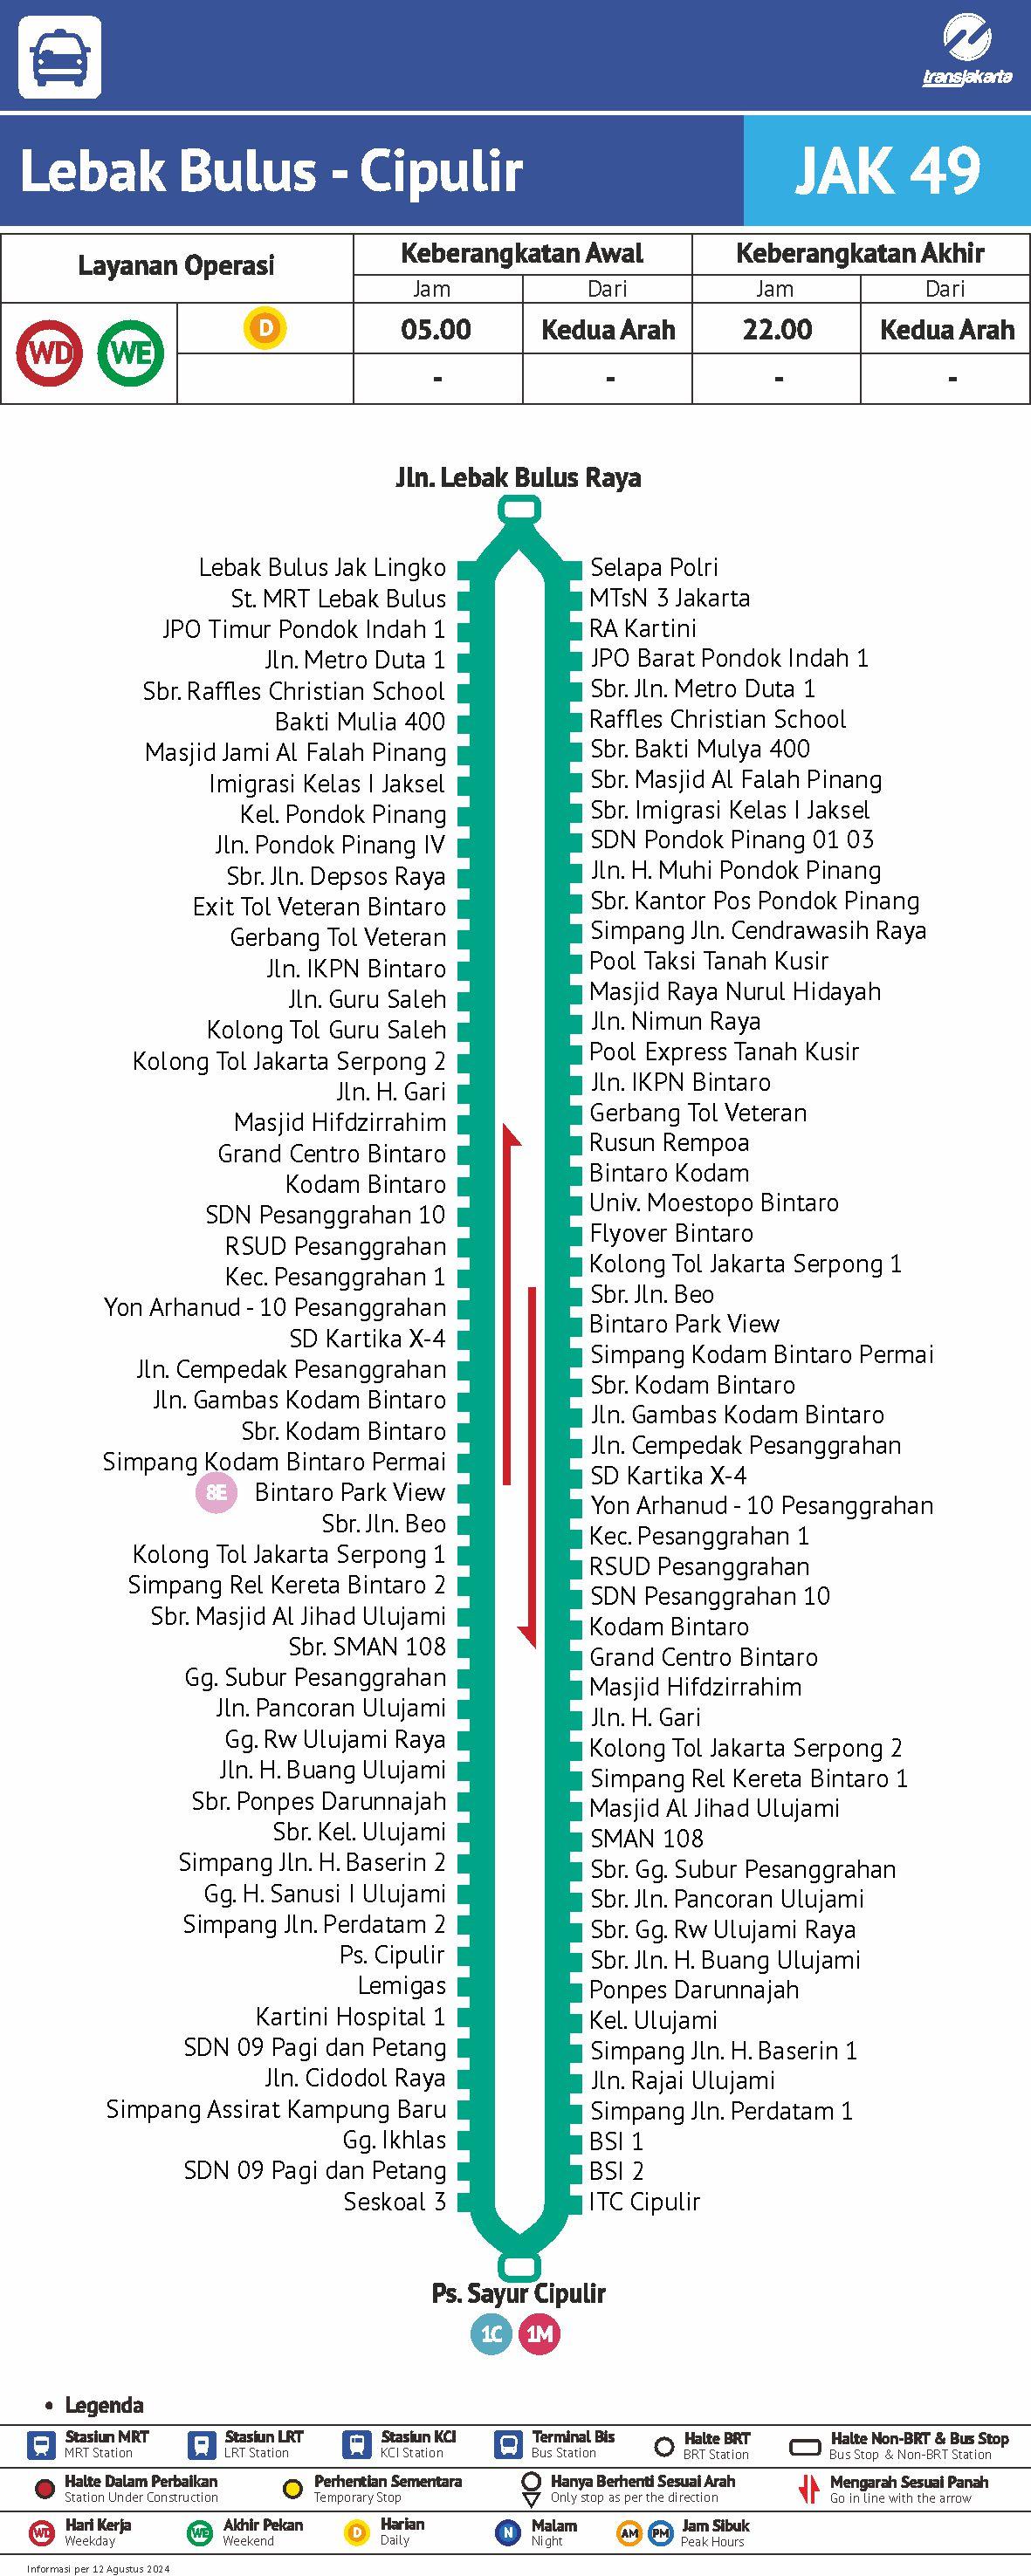 transjakarta
Lebak Bulus - Cipulir
JAK 49
Layanan Operasi
Keberangkatan Awal
Keberangkatan Akhir
Jam
Dari
Jam
Dari
WD
WE
D
05.00
Kedua Arah
22.00
Kedua Arah
-
-
-
-
Jln. Lebak Bulus Raya
Lebak Bulus Jak Lingko
St. MRT Lebak Bulus
JPO Timur Pondok Indah 1
Jln. Metro Duta 1
Sbr. Raffles Christian School
Bakti Mulia 400
Masjid Jami Al Falah Pinang
Imigrasi Kelas I Jaksel
Kel. Pondok Pinang
Jln. Pondok Pinang IV
Sbr. Jln. Depsos Raya
Exit Tol Veteran Bintaro
Gerbang Tol Veteran
Jln. IKPN Bintaro
Jln. Guru Saleh
Kolong Tol Guru Saleh
Kolong Tol Jakarta Serpong 2
Jln. H. Gari
Masjid Hifdzirrahim
Grand Centro Bintaro
Kodam Bintaro
SDN Pesanggrahan 10
RSUD Pesanggrahan
Kec. Pesanggrahan 1
Yon Arhanud - 10 Pesanggrahan
SD Kartika X-4
Jln. Cempedak Pesanggrahan
Jln. Gambas Kodam Bintaro
Sbr. Kodam Bintaro
Simpang Kodam Bintaro Permai
8E Bintaro Park View
Sbr. Jln. Beo
Kolong Tol Jakarta Serpong 1
Simpang Rel Kereta Bintaro 2
Sbr. Masjid Al Jihad Ulujami
Sbr. SMAN 108
Gg. Subur Pesanggrahan
Jln. Pancoran Ulujami
Gg. Rw Ulujami Raya
Jln. H. Buang Ulujami
Sbr. Ponpes Darunnajah
Sbr. Kel. Ulujami
Simpang Jln. H. Baserin 2
Gg. H. Sanusi I Ulujami
Simpang Jln. Perdatam 2
Ps. Cipulir
Lemigas
Kartini Hospital 1
SDN 09 Pagi dan Petang
Jln. Cidodol Raya
Simpang Assirat Kampung Baru
Gg. Ikhlas
SDN 09 Pagi dan Petang
Seskoal 3
Selapa Polri
MTsN 3 Jakarta
RA Kartini
JPO Barat Pondok Indah 1
Sbr. Jln. Metro Duta 1
Raffles Christian School
Sbr. Bakti Mulya 400
Sbr. Masjid Al Falah Pinang
Sbr. Imigrasi Kelas I Jaksel
SDN Pondok Pinang 01 03
Jln. H. Muhi Pondok Pinang
Sbr. Kantor Pos Pondok Pinang
Simpang Jln. Cendrawasih Raya
Pool Taksi Tanah Kusir
Masjid Raya Nurul Hidayah
Jln. Nimun Raya
Pool Express Tanah Kusir
Jln. IKPN Bintaro
Gerbang Tol Veteran
Rusun Rempoa
Bintaro Kodam
Univ. Moestopo Bintaro
Flyover Bintaro
Kolong Tol Jakarta Serpong 1
Sbr. Jln. Beo
Bintaro Park View
Simpang Kodam Bintaro Permai
Sbr. Kodam Bintaro
Jln. Gambas Kodam Bintaro
Jln. Cempedak Pesanggrahan
SD Kartika X-4
Yon Arhanud - 10 Pesanggrahan
Kec. Pesanggrahan 1
RSUD Pesanggrahan
SDN Pesanggrahan 10
Kodam Bintaro
Grand Centro Bintaro
Masjid Hifdzirrahim
Jln. H. Gari
Kolong Tol Jakarta Serpong 2
Simpang Rel Kereta Bintaro 1
Masjid Al Jihad Ulujami
SMAN 108
Sbr. Gg. Subur Pesanggrahan
Sbr. Jln. Pancoran Ulujami
Sbr. Gg. Rw Ulujami Raya
Sbr. Jln. H. Buang Ulujami
Ponpes Darunnajah
Kel. Ulujami
Simpang Jln. H. Baserin 1
Jln. Rajai Ulujami
Simpang Jln. Perdatam 1
BSI 1
BSI 2
ITC Cipulir
Ps. Sayur Cipulir
1C 1M
• Legenda
Stasiun MRT
MRT Station
Stasiun LRT
LRT Station
Stasiun KCI
KCI Station
Terminal Bis
Bus Station
Halte BRT
BRT Station
Halte Non-BRT & Bus Stop
Bus Stop & Non-BRT Station
Halte Dalam Perbaikan
Station Under Construction
Perhentian Sementara
Temporary Stop
Hanya Berhenti Sesuai Arah
Only stop as per the direction
Mengarah Sesuai Panah
Go in line with the arrow
WD
Hari Kerja
Weekday
WE
Akhir Pekan
Weekend
D
Harian
Daily
N
Malam
Night
AM PM
Jam Sibuk
Peak Hours
Informasi per 12 Agustus 2024